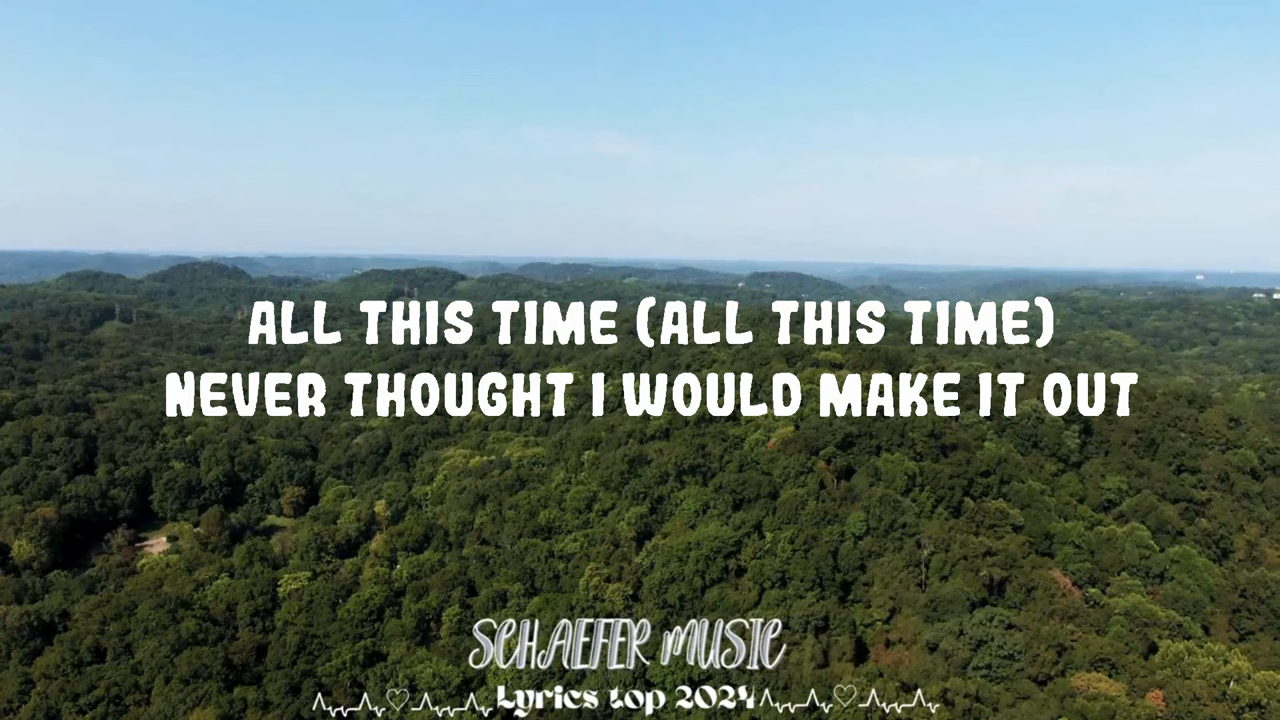 ALL THIS TIME (ALL THIS TIME)
NEVER THOUGHT I WOULD MAKE IT OUT
SCHAEFER MUSIC
Lyrics top 2024